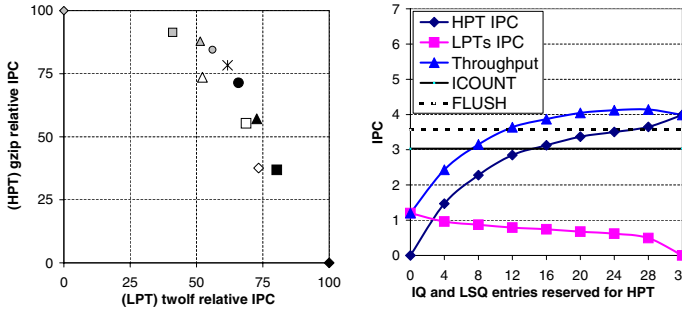 100
75
50
25
0
0
25
50
75
100
(HPT) gzip relative IPC
(LPT) twolf relative IPC
7
6
5
4
3
2
1
0
IPC
HPT IPC
LPTs IPC
Throughput
ICOUNT
FLUSH
0
4
8
12
16
20
24
28
IQ and LSQ entries reserved for HPT